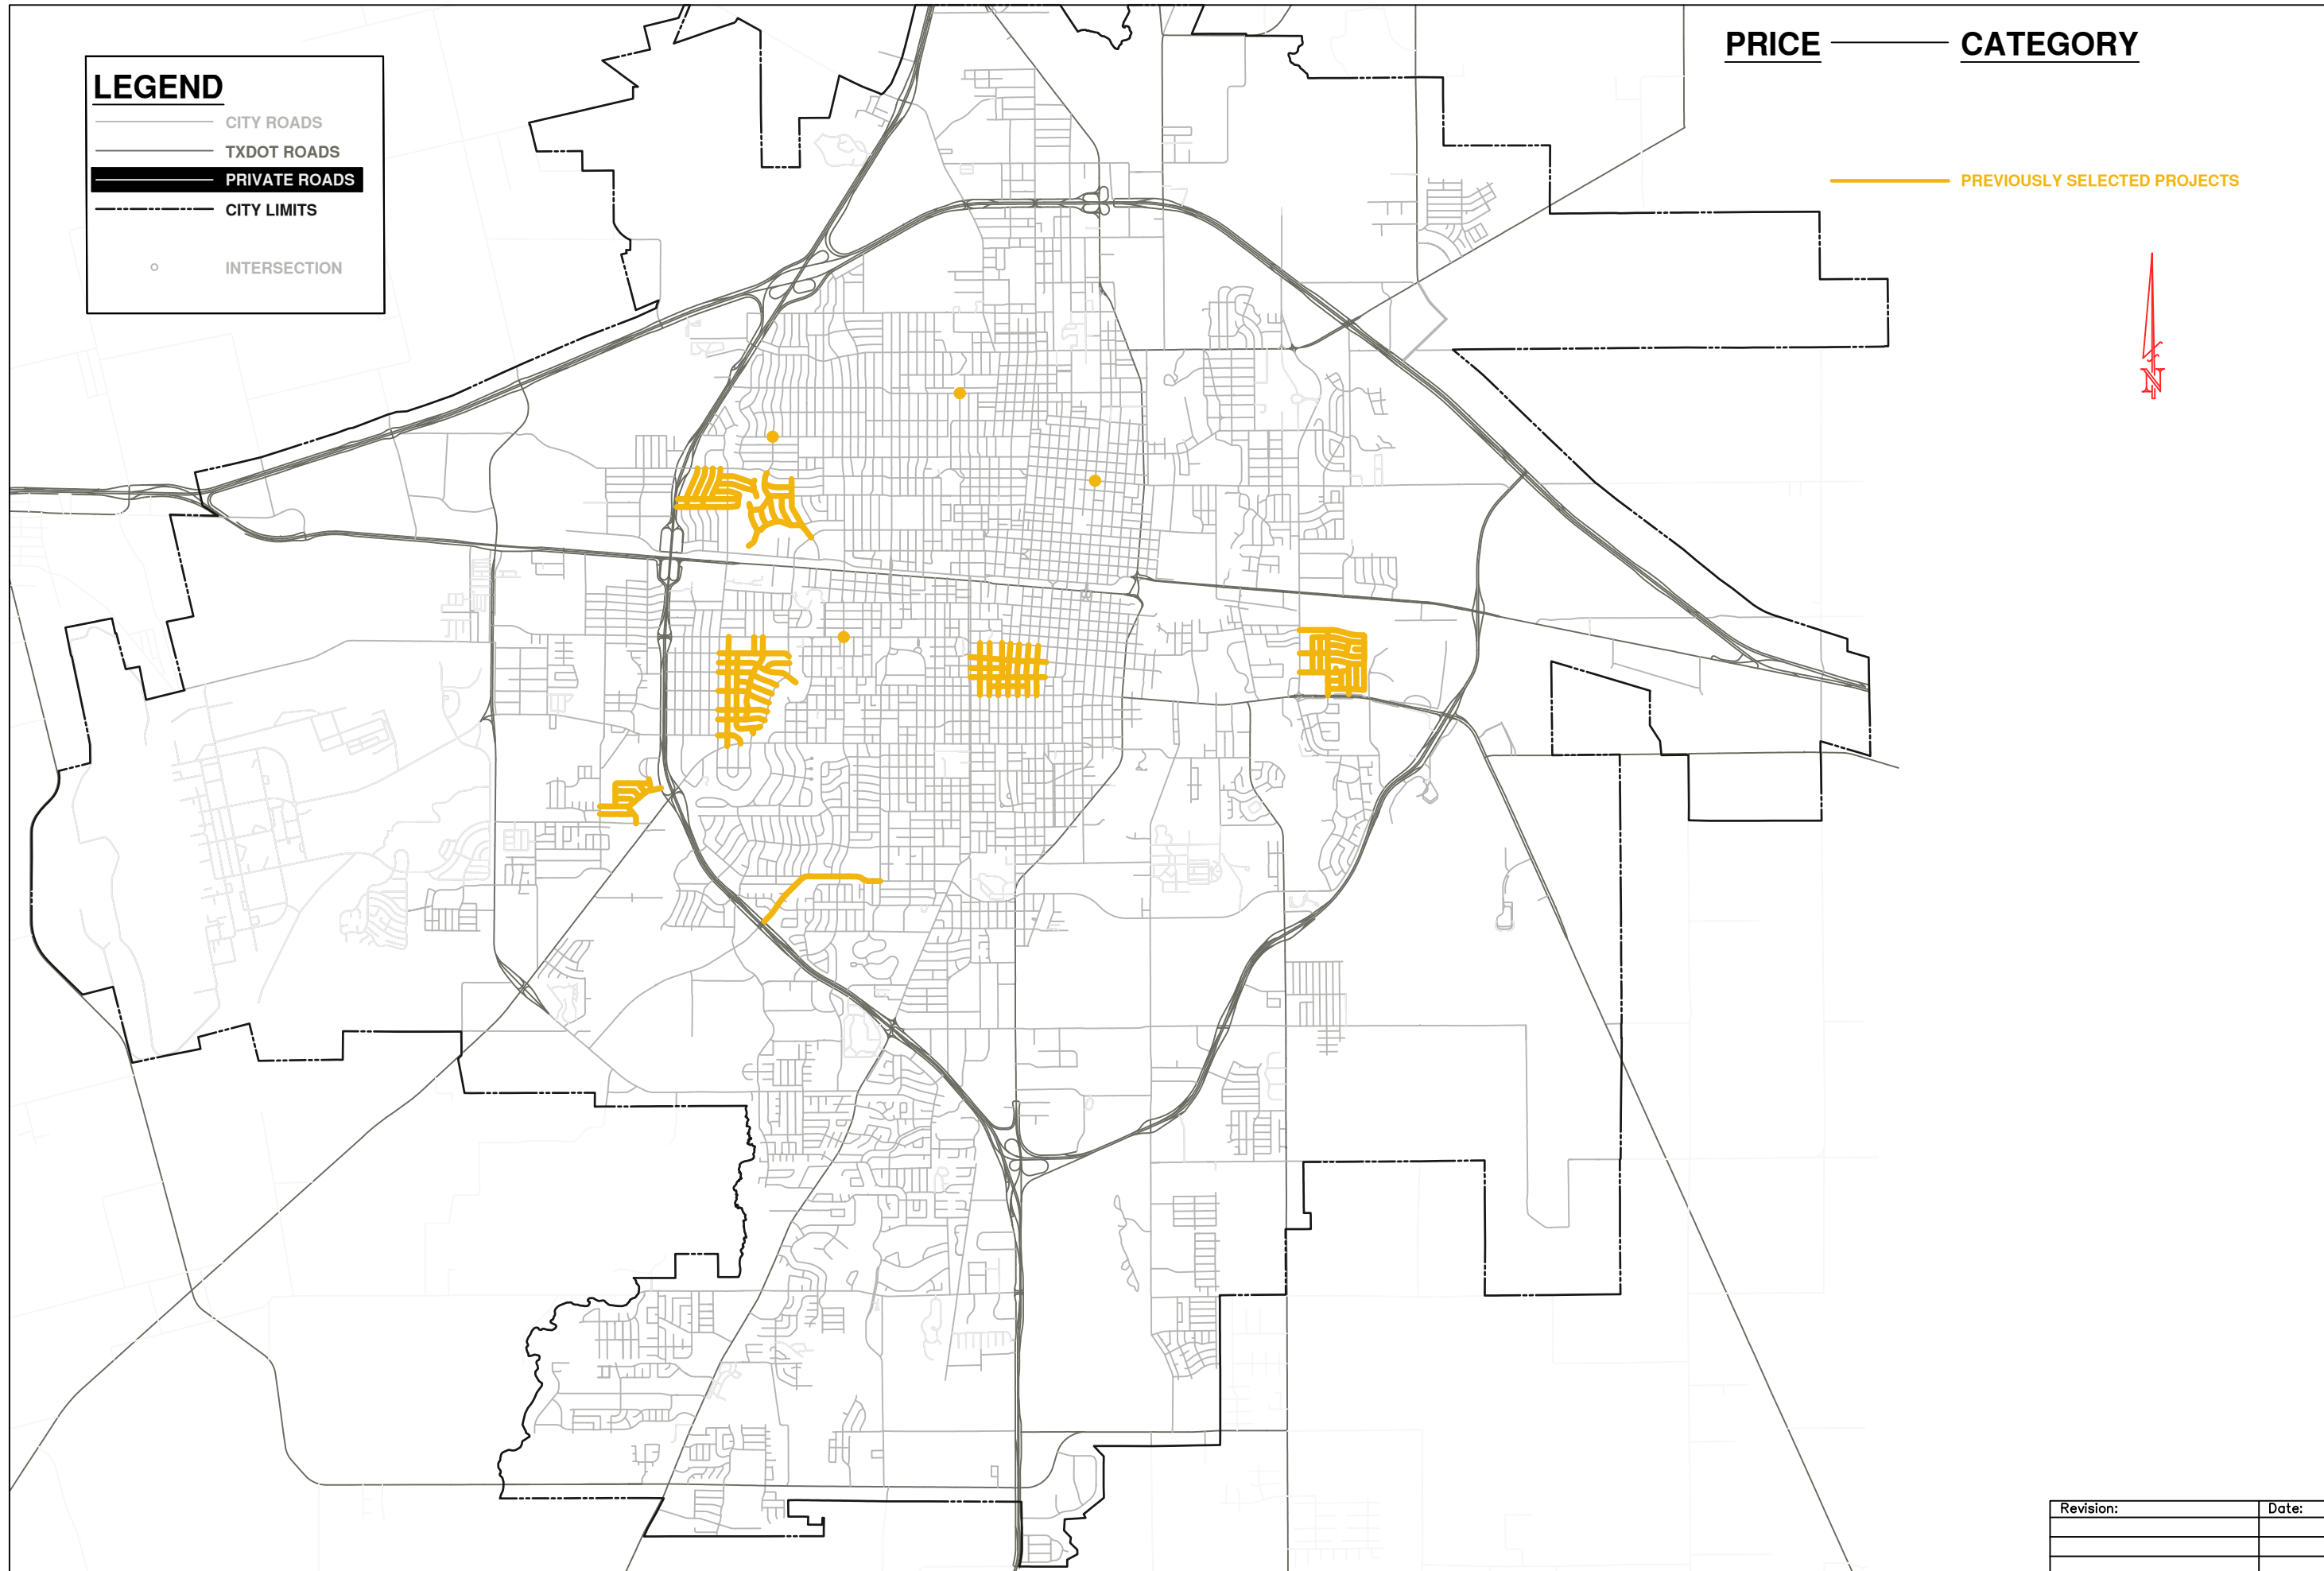 PRICE CATEGORY
LEGEND
CITY ROADS
TXDOT ROADS
PRIVATE ROADS
CITY LIMITS
INTERSECTION
PREVIOUSLY SELECTED PROJECTS
N
Revision: Date: